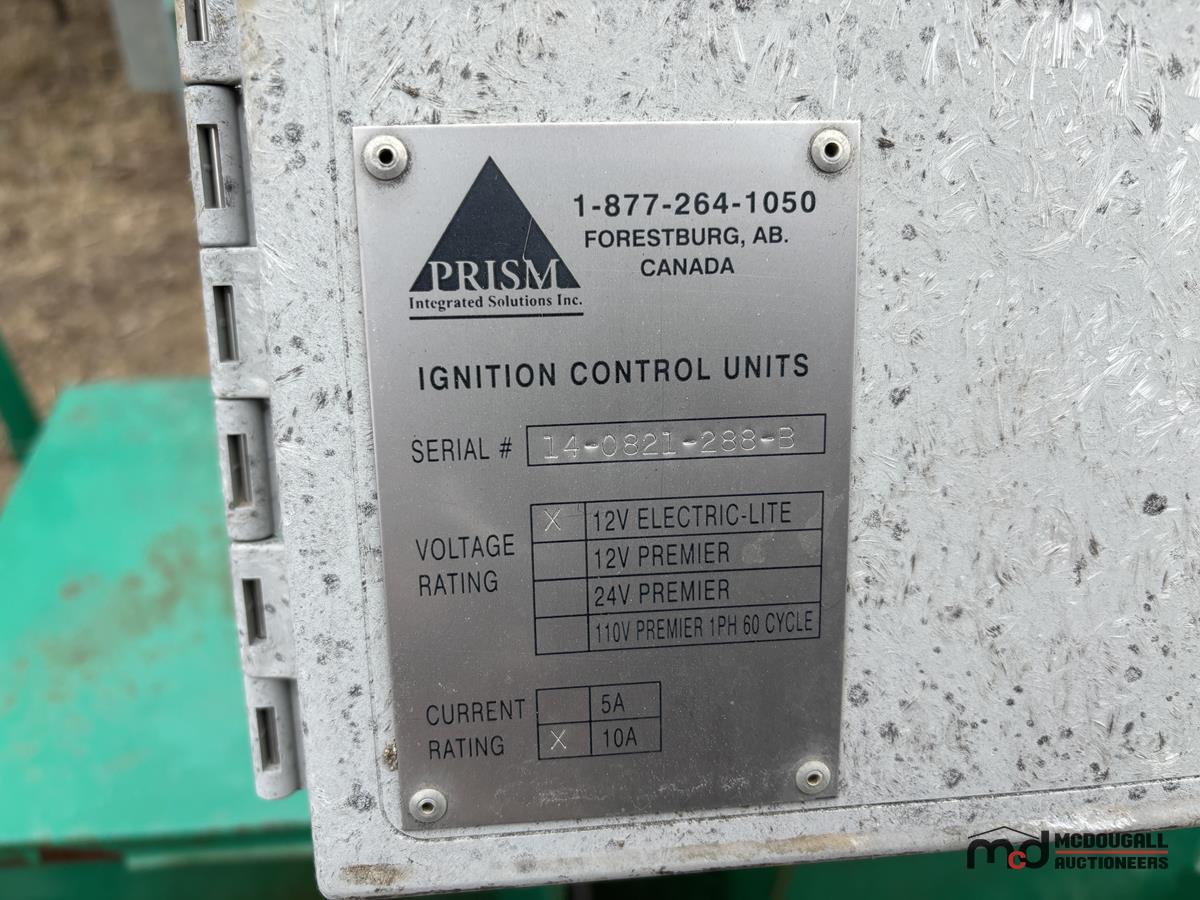 1-877-264-1050
FORESTBURG, AB.
CANADA
PRISM
Integrated Solutions Inc.
IGNITION CONTROL UNITS
SERIAL # 14-0821-288-B
VOLTAGE RATING
X 12V ELECTRIC-LITE
12V PREMIER
24V PREMIER
110V PREMIER 1PH 60 CYCLE
CURRENT RATING
5A
X 10A
mcd MCDOUGALL
AUCTIONEERS